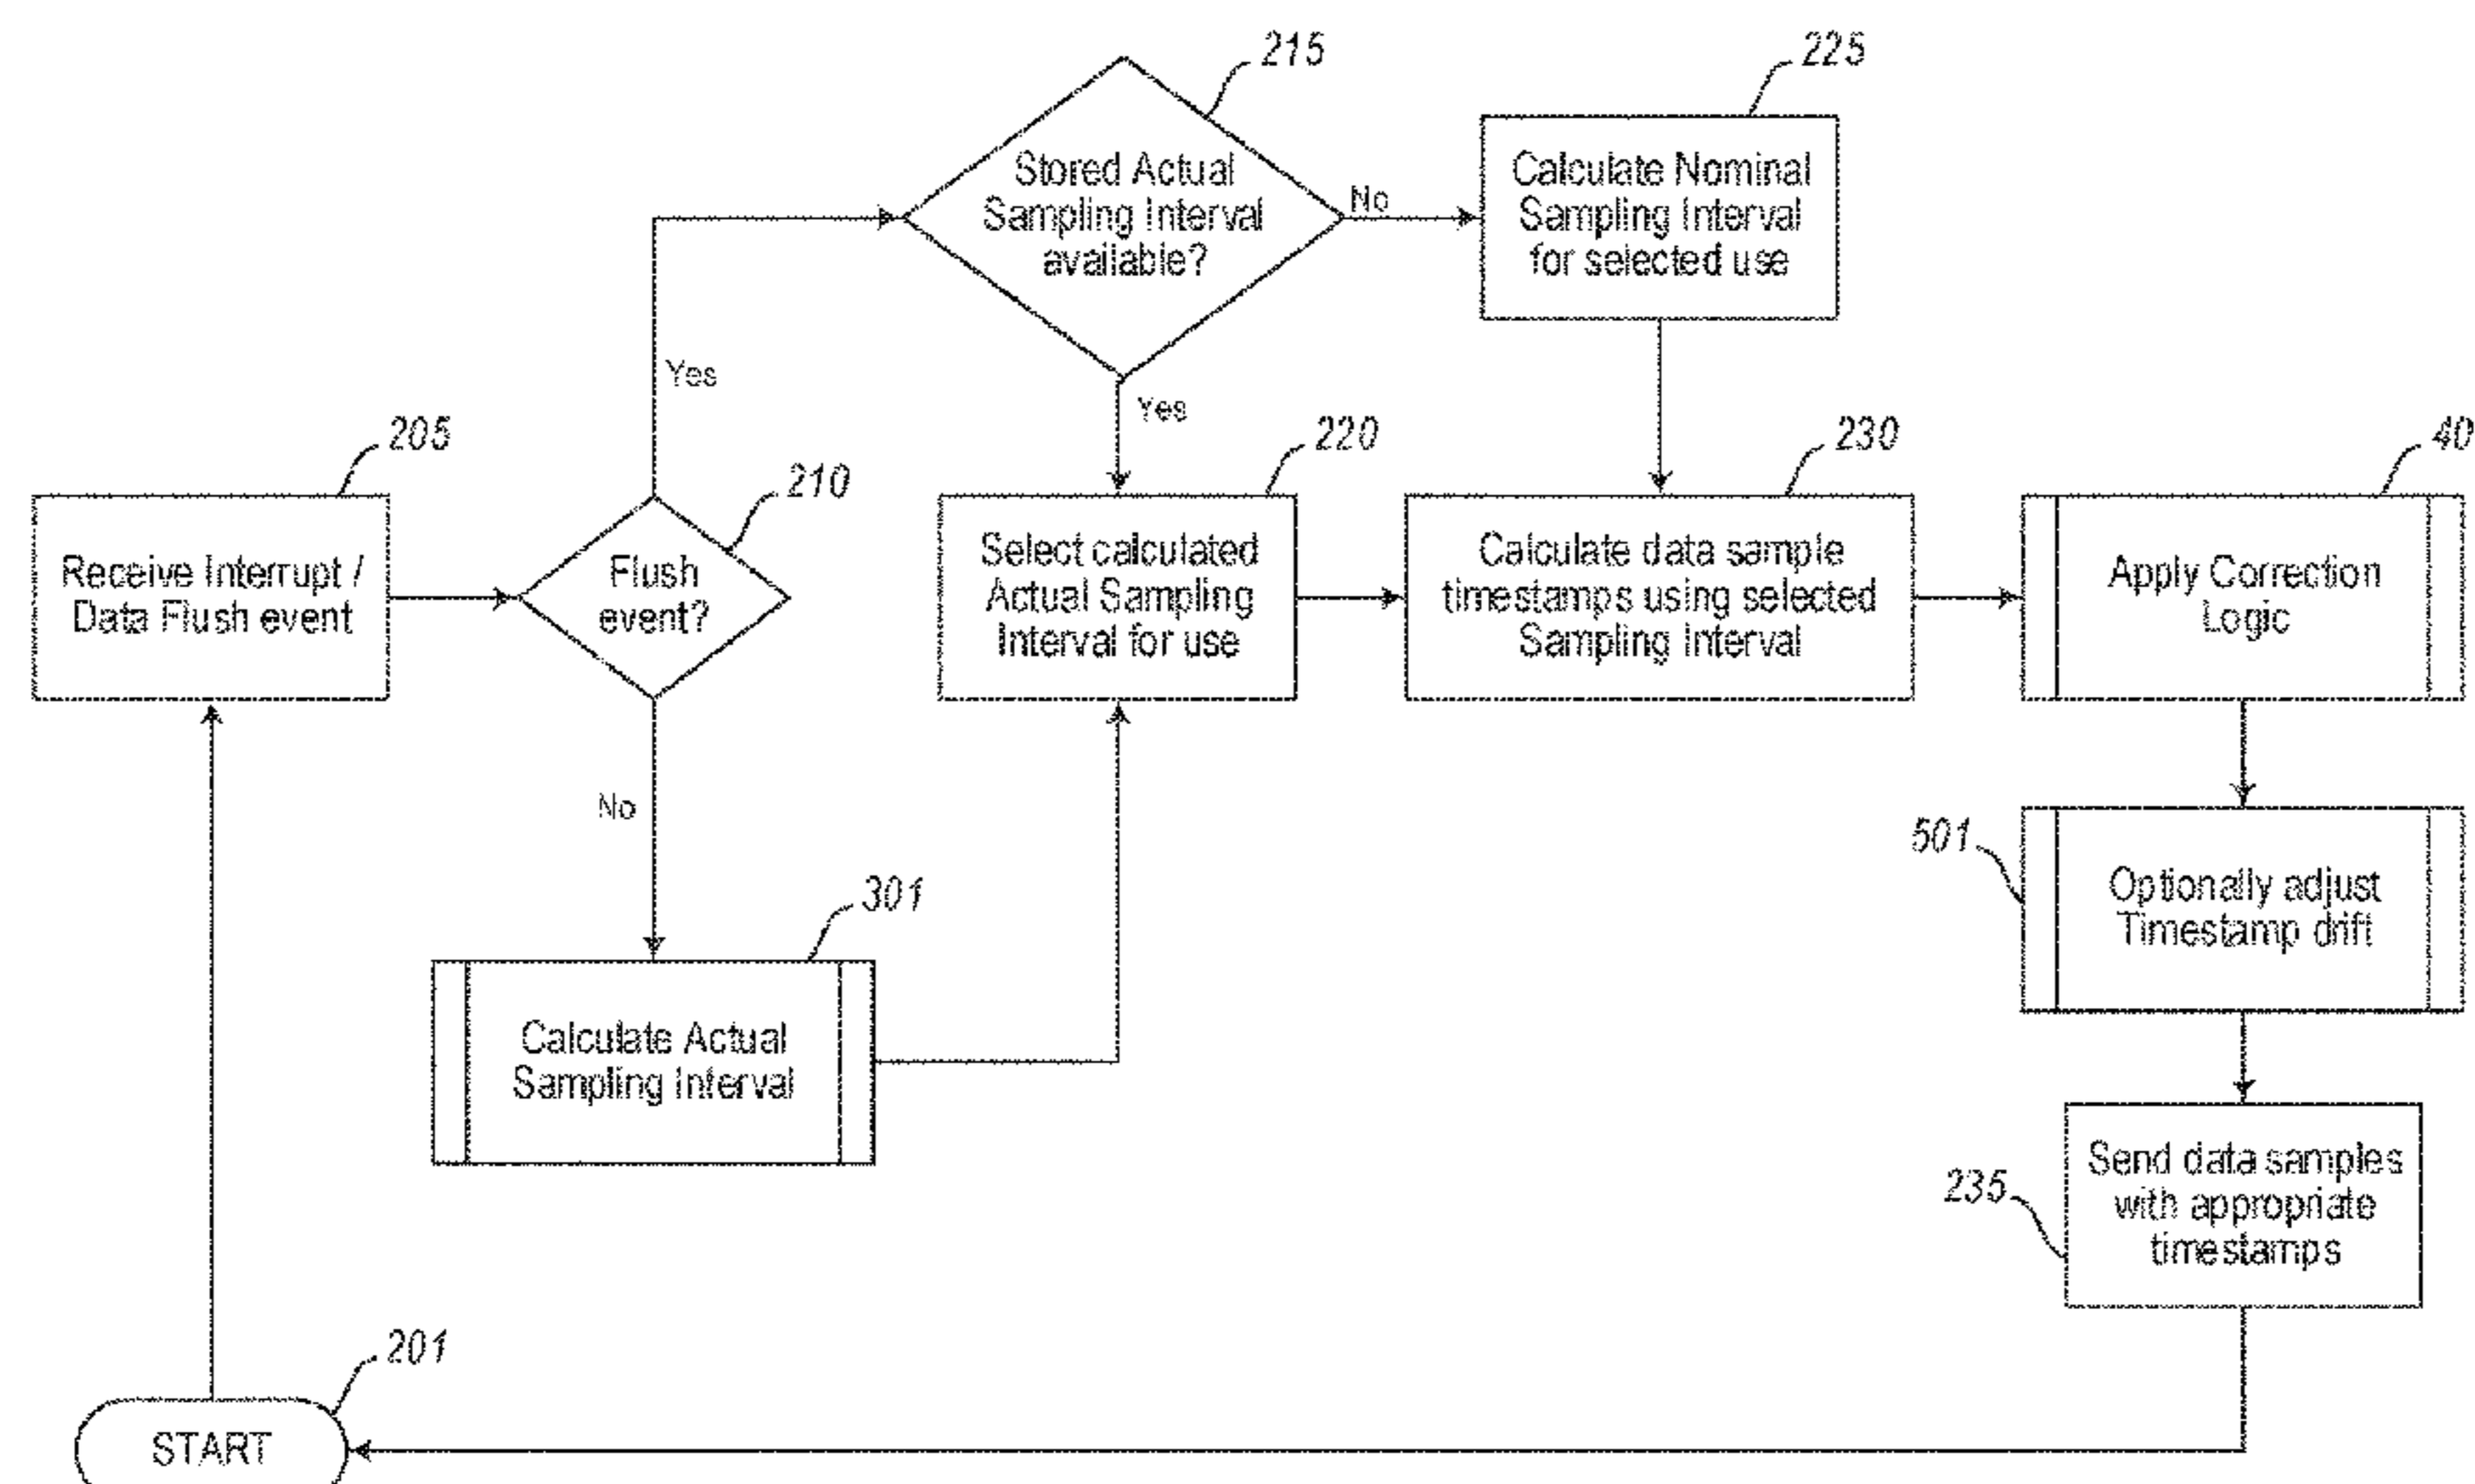 215
225
Stored Actual
Sampling Interval
available?
No
Calculate Nominal
Sampling Interval
for selected use
Yes
Yes
205
210
220
230
40
Receive Interrupt /
Data Flush event
Flush
event?
Select calculated
Actual Sampling
Interval for use
Calculate data sample
timestamps using selected
Sampling Interval
Apply Correction
Logic
No
301
501
Optionally adjust
Timestamp drift
Calculate Actual
Sampling Interval
235
Send data samples
with appropriate
timestamps
201
START